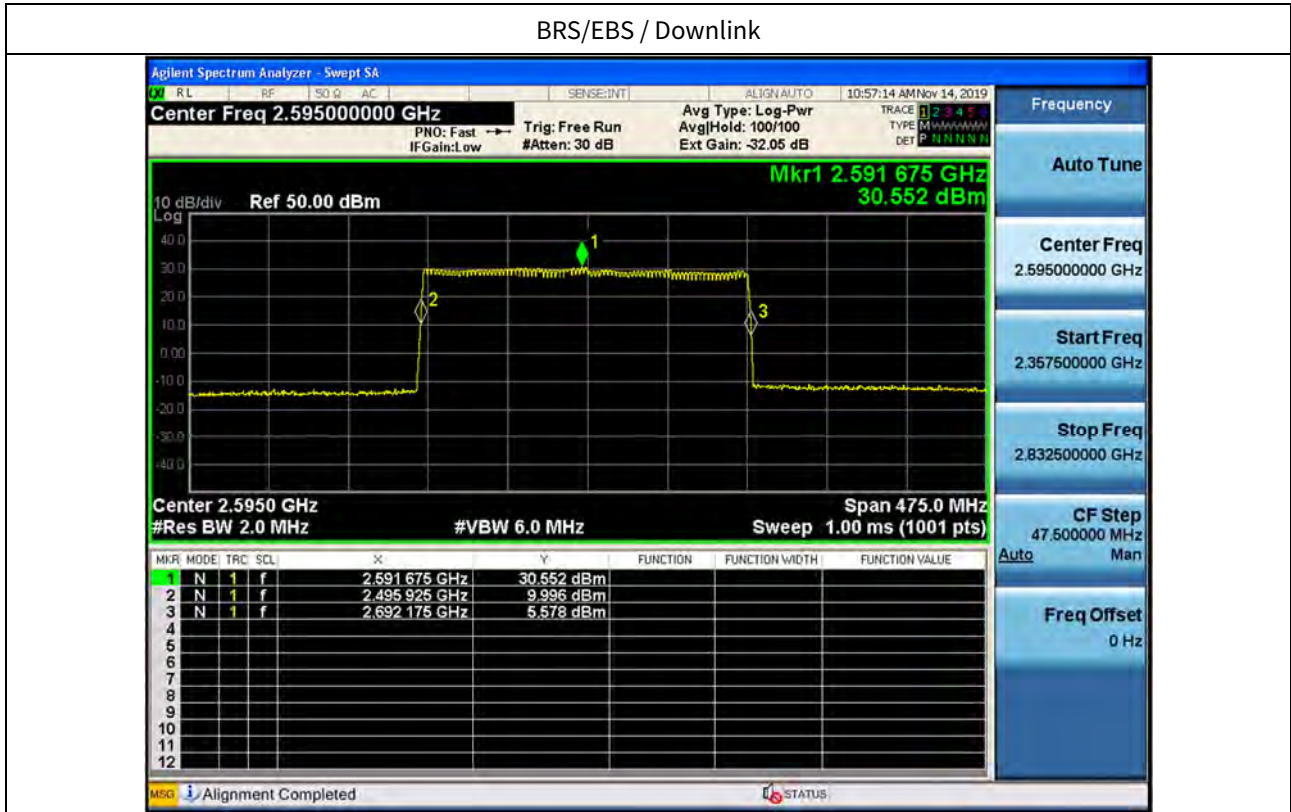 BRS/EBS / Downlink
Agilent Spectrum Analyzer - Swept SA
RL RF 50 Ω AC SENSE:INT ALIGNAUTO 10:57:14 AM Nov 14, 2019
Center Freq 2.595000000 GHz
PNO: Fast
IFGain:Low
Trig: Free Run
#Atten: 30 dB
Avg Type: Log-Pwr
Avg|Hold: 100/100
Ext Gain: -32.05 dB
TRACE 1 2 3 4 5 6
TYPE M
DET P N N N N N
Mkr1 2.591 675 GHz
30.552 dBm
10 dB/div Ref 50.00 dBm
Log
40.0
30.0
20.0
10.0
0.00
-10.0
-20.0
-30.0
-40.0
1
2
3
Center 2.5950 GHz Span 475.0 MHz
#Res BW 2.0 MHz #VBW 6.0 MHz Sweep 1.00 ms (1001 pts)
MKR MODE TRC SCL X Y FUNCTION FUNCTION WIDTH FUNCTION VALUE
1 N 1 f 2.591 675 GHz 30.552 dBm
2 N 1 f 2.495 925 GHz 9.996 dBm
3 N 1 f 2.692 175 GHz 5.578 dBm
4
5
6
7
8
9
10
11
12
MSG Alignment Completed STATUS
Frequency
Auto Tune
Center Freq
2.595000000 GHz
Start Freq
2.357500000 GHz
Stop Freq
2.832500000 GHz
CF Step
47.500000 MHz
Auto Man
Freq Offset
0 Hz